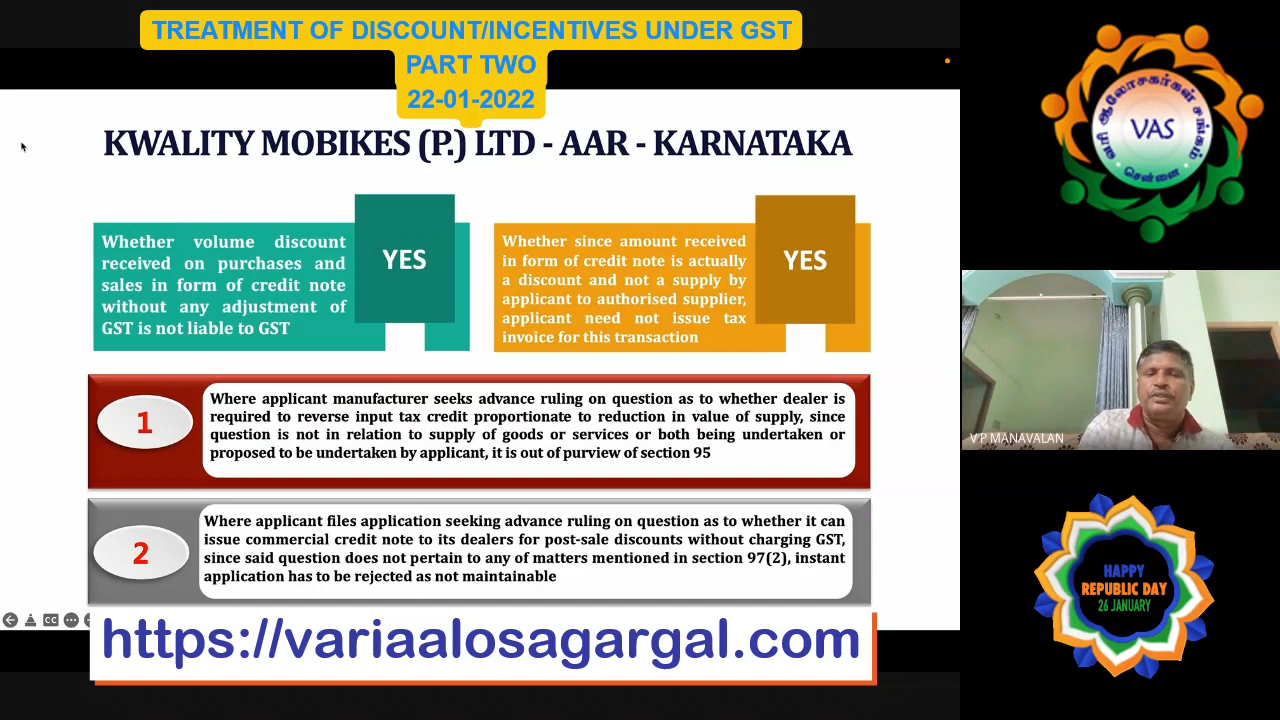 TREATMENT OF DISCOUNT/INCENTIVES UNDER GST
PART TWO
22-01-2022
KWALITY MOBIKES (P.) LTD - AAR - KARNATAKA
Whether volume discount
received on purchases and
sales in form of credit note
without any adjustment of
GST is not liable to GST
YES
Whether since amount received
in form of credit note is actually
a discount and not a supply by
applicant to authorised supplier,
applicant need not issue tax
invoice for this transaction
YES
1
Where applicant manufacturer seeks advance ruling on question as to whether dealer is
required to reverse input tax credit proportionate to reduction in value of supply, since
question is not in relation to supply of goods or services or both being undertaken or
proposed to be undertaken by applicant, it is out of purview of section 95
2
Where applicant files application seeking advance ruling on question as to whether it can
issue commercial credit note to its dealers for post-sale discounts without charging GST,
since said question does not pertain to any of matters mentioned in section 97(2), instant
application has to be rejected as not maintainable
CC
https://variaalosagargal.com
வரி ஆலோசகர்கள் சங்கம்
VAS
சென்னை
V P MANAVALAN
HAPPY
REPUBLIC DAY
26 JANUARY